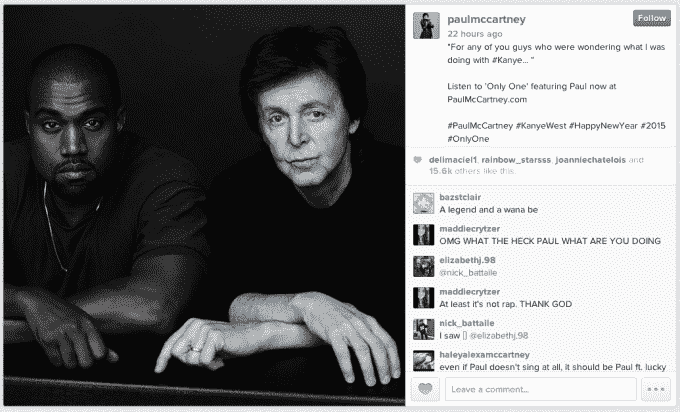 paulmccartney
Follow
22 hours ago
"For any of you guys who were wondering what I was
doing with #Kanye... "
Listen to 'Only One' featuring Paul now at
PaulMcCartney.com
#PaulMcCartney #KanyeWest #HappyNewYear #2015
#OnlyOne
delimaciel1, rainbow_starsss, joanniechatelois and
15.6k others like this.
bazstclair
A legend and a wana be
maddiecrytzer
OMG WHAT THE HECK PAUL WHAT ARE YOU DOING
elizabethj.98
@nick_battaile
maddiecrytzer
At least it's not rap. THANK GOD
nick_battaile
I saw [] @elizabethj.98
haleyalexamccartney
even if Paul doesn't sing at all, it should be Paul ft. lucky
Leave a comment...